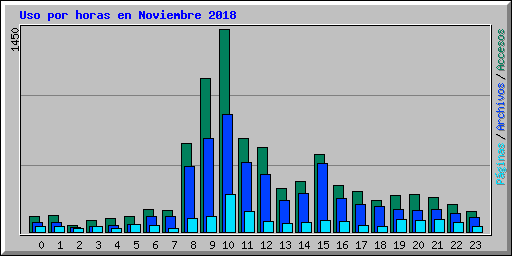 Uso por horas en Noviembre 2018
1450
Páginas / Archivos / Accesos
0 1 2 3 4 5 6 7 8 9 10 11 12 13 14 15 16 17 18 19 20 21 22 23